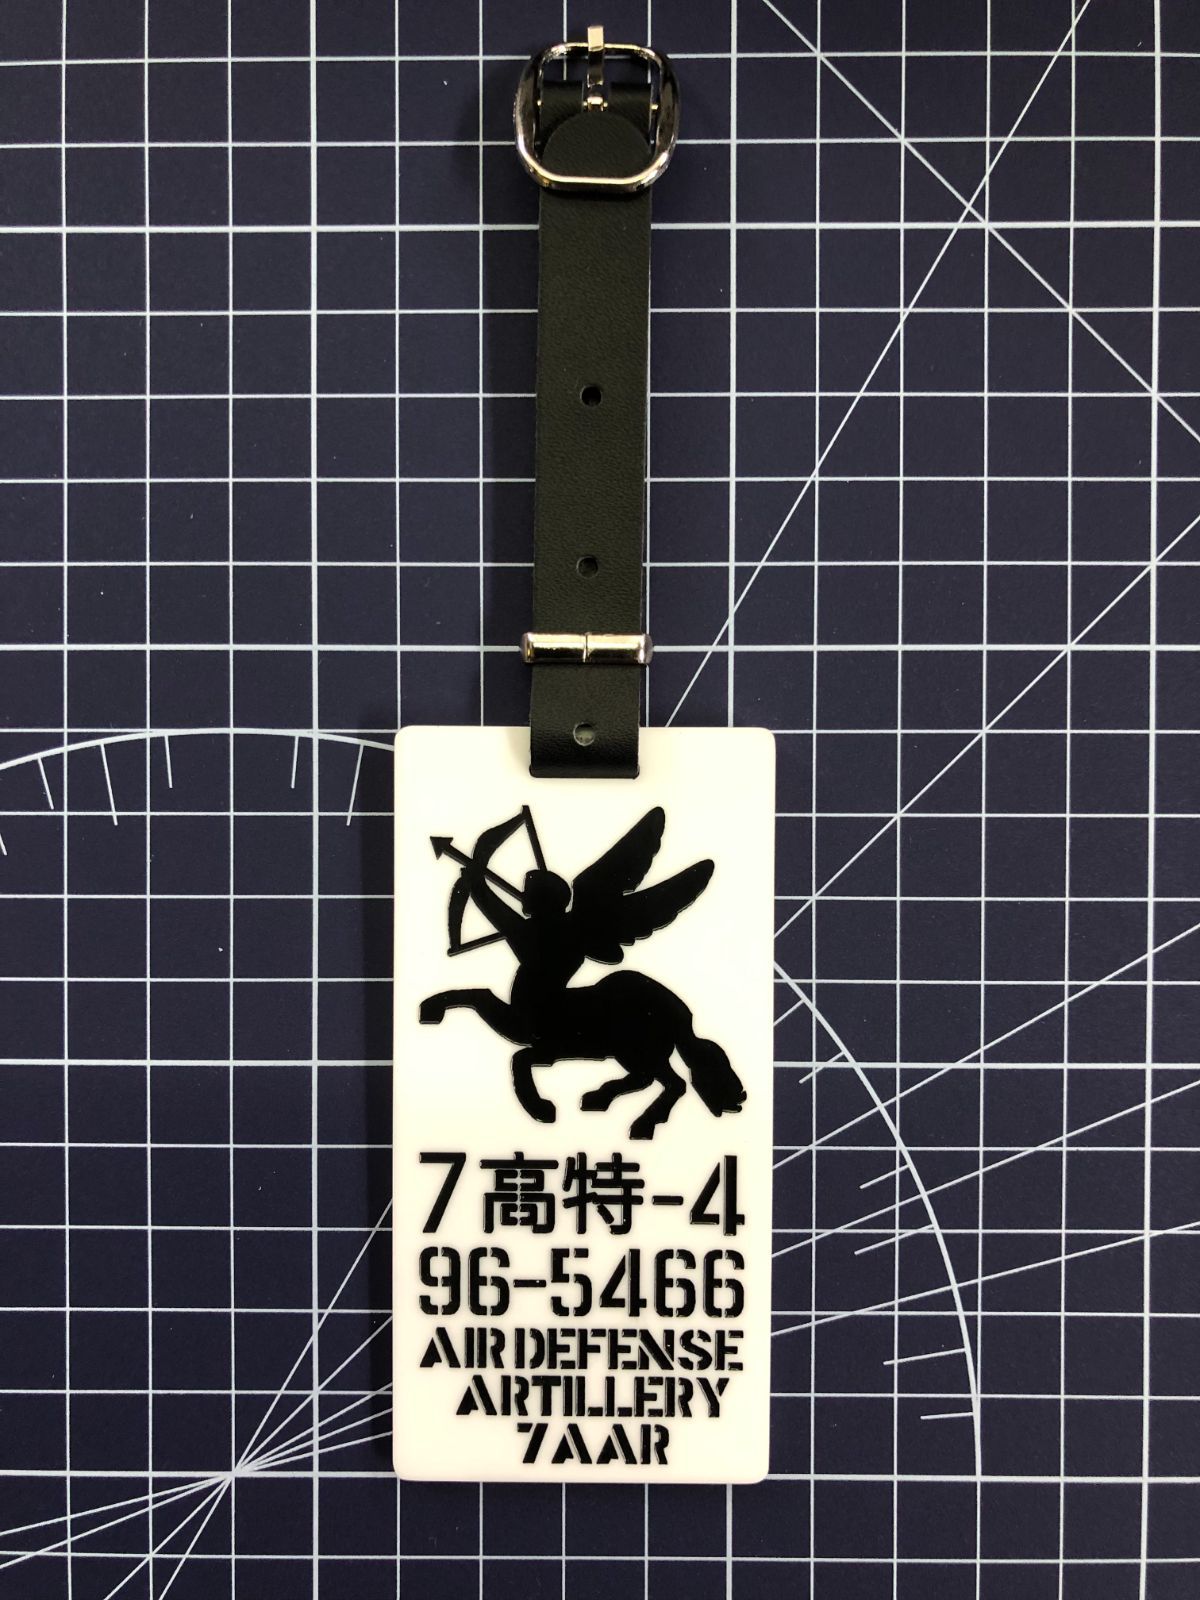 7高特-4
96-5466
AIR DEFENSE
ARTILLERY
7AAR